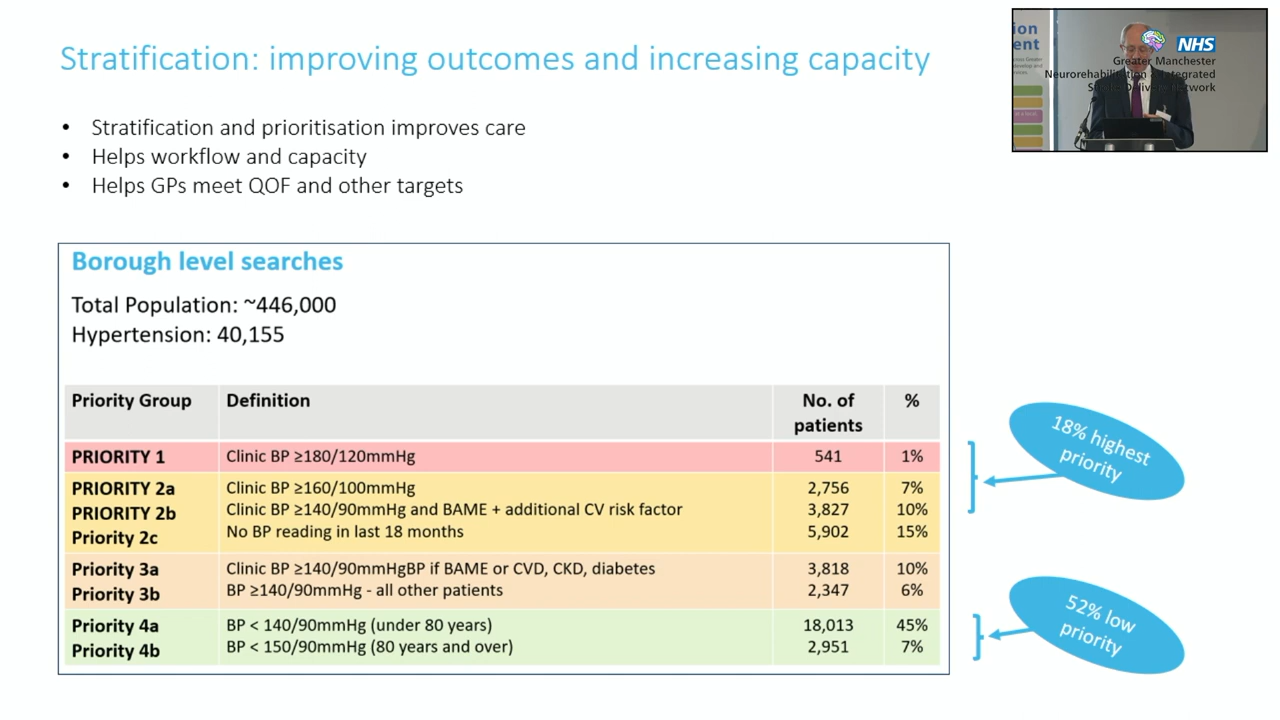 Stratification: improving outcomes and increasing capacity
• Stratification and prioritisation improves care
• Helps workflow and capacity
• Helps GPs meet QOF and other targets
Borough level searches
Total Population: ~446,000
Hypertension: 40,155
Priority Group Definition No. of patients %
PRIORITY 1 Clinic BP ≥180/120mmHg 541 1%
PRIORITY 2a Clinic BP ≥160/100mmHg 2,756 7%
PRIORITY 2b Clinic BP ≥140/90mmHg and BAME + additional CV risk factor 3,827 10%
Priority 2c No BP reading in last 18 months 5,902 15%
Priority 3a Clinic BP ≥140/90mmHgBP if BAME or CVD, CKD, diabetes 3,818 10%
Priority 3b BP ≥140/90mmHg - all other patients 2,347 6%
Priority 4a BP < 140/90mmHg (under 80 years) 18,013 45%
Priority 4b BP < 150/90mmHg (80 years and over) 2,951 7%
18% highest
priority
52% low
priority
NHS
Greater Manchester
Neurorehabilitation & Integrated
Stroke Delivery Network